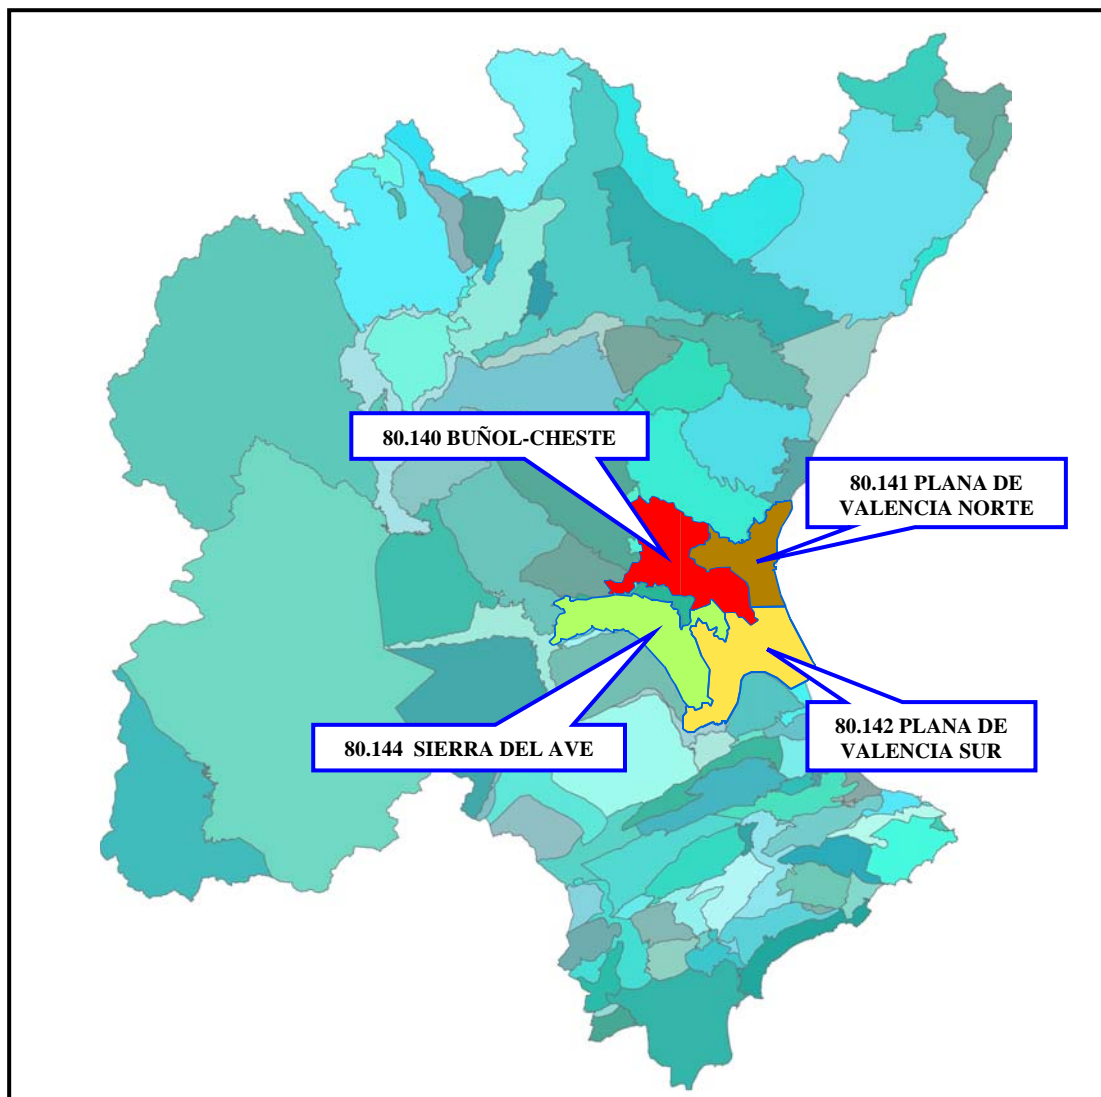 80.140 BUÑOL-CHESTE
80.141 PLANA DE
VALENCIA NORTE
80.144 SIERRA DEL AVE
80.142 PLANA DE
VALENCIA SUR